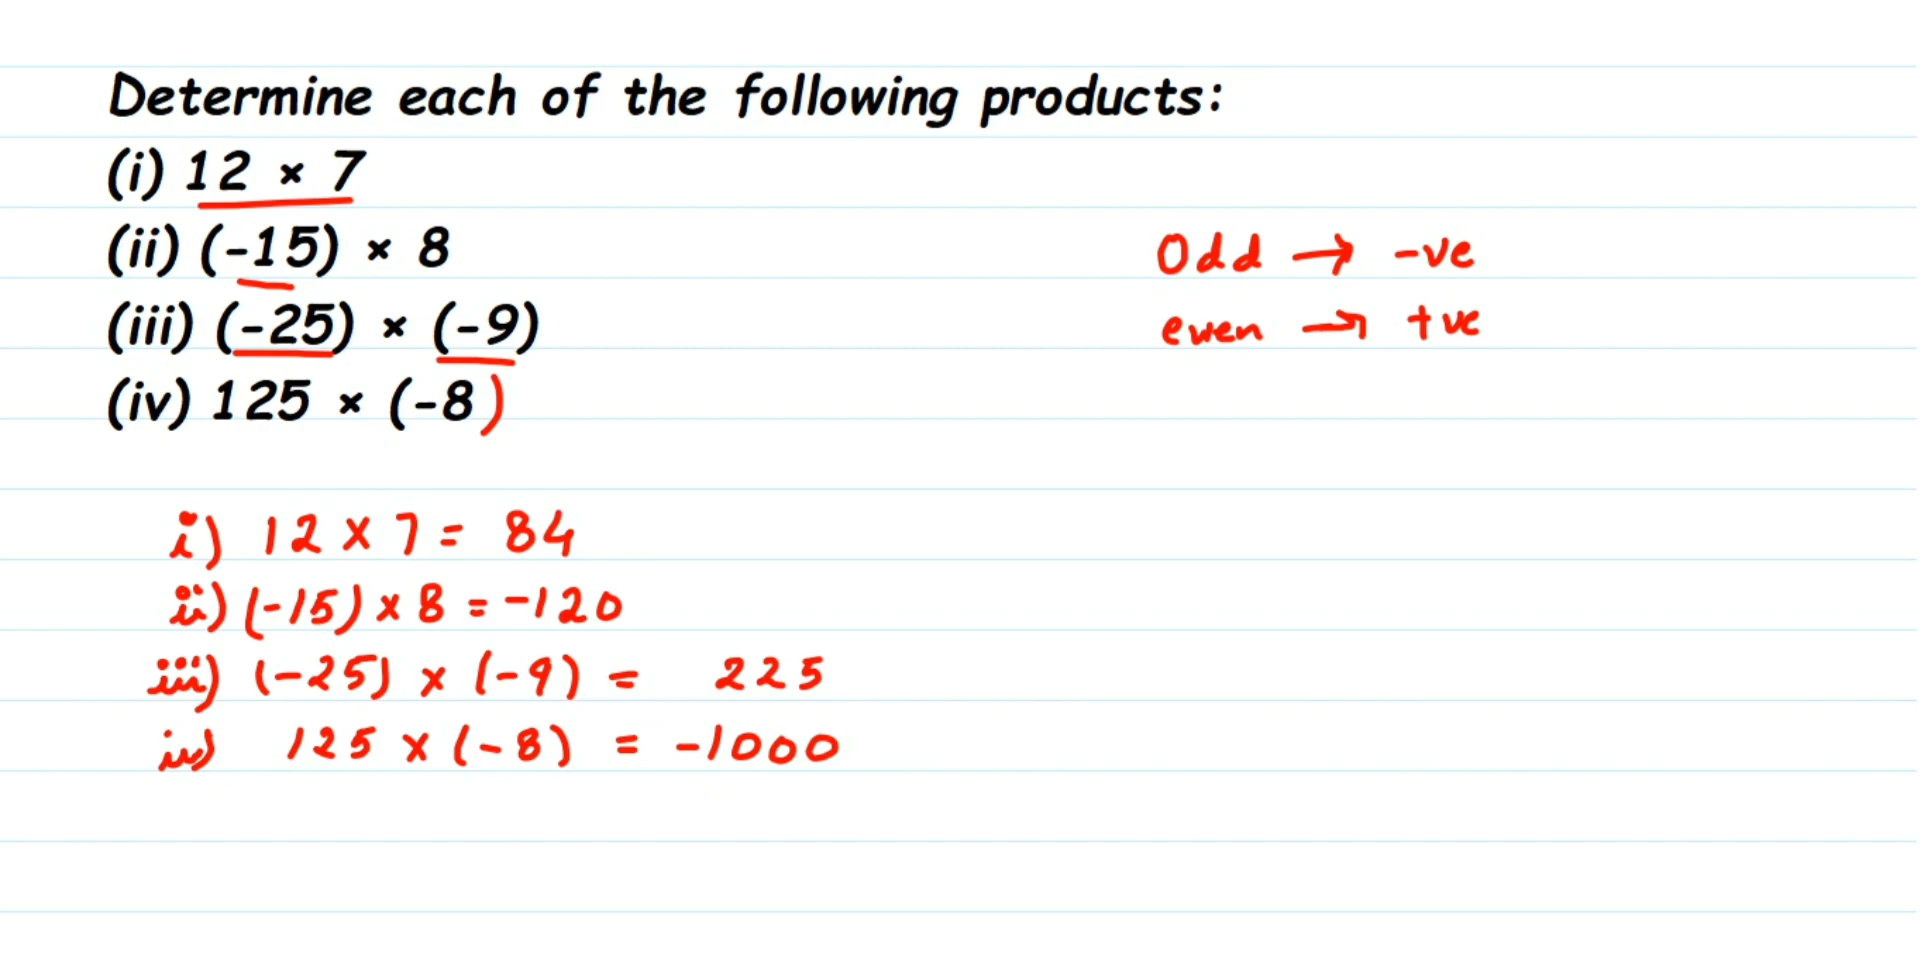 Determine each of the following products:
(i) 12 × 7
(ii) (-15) × 8
(iii) (-25) × (-9)
(iv) 125 × (-8)
Odd → -ve
even → +ve
i) 12 × 7 = 84
ii) (-15) × 8 = -120
iii) (-25) × (-9) = 225
iv) 125 × (-8) = -1000